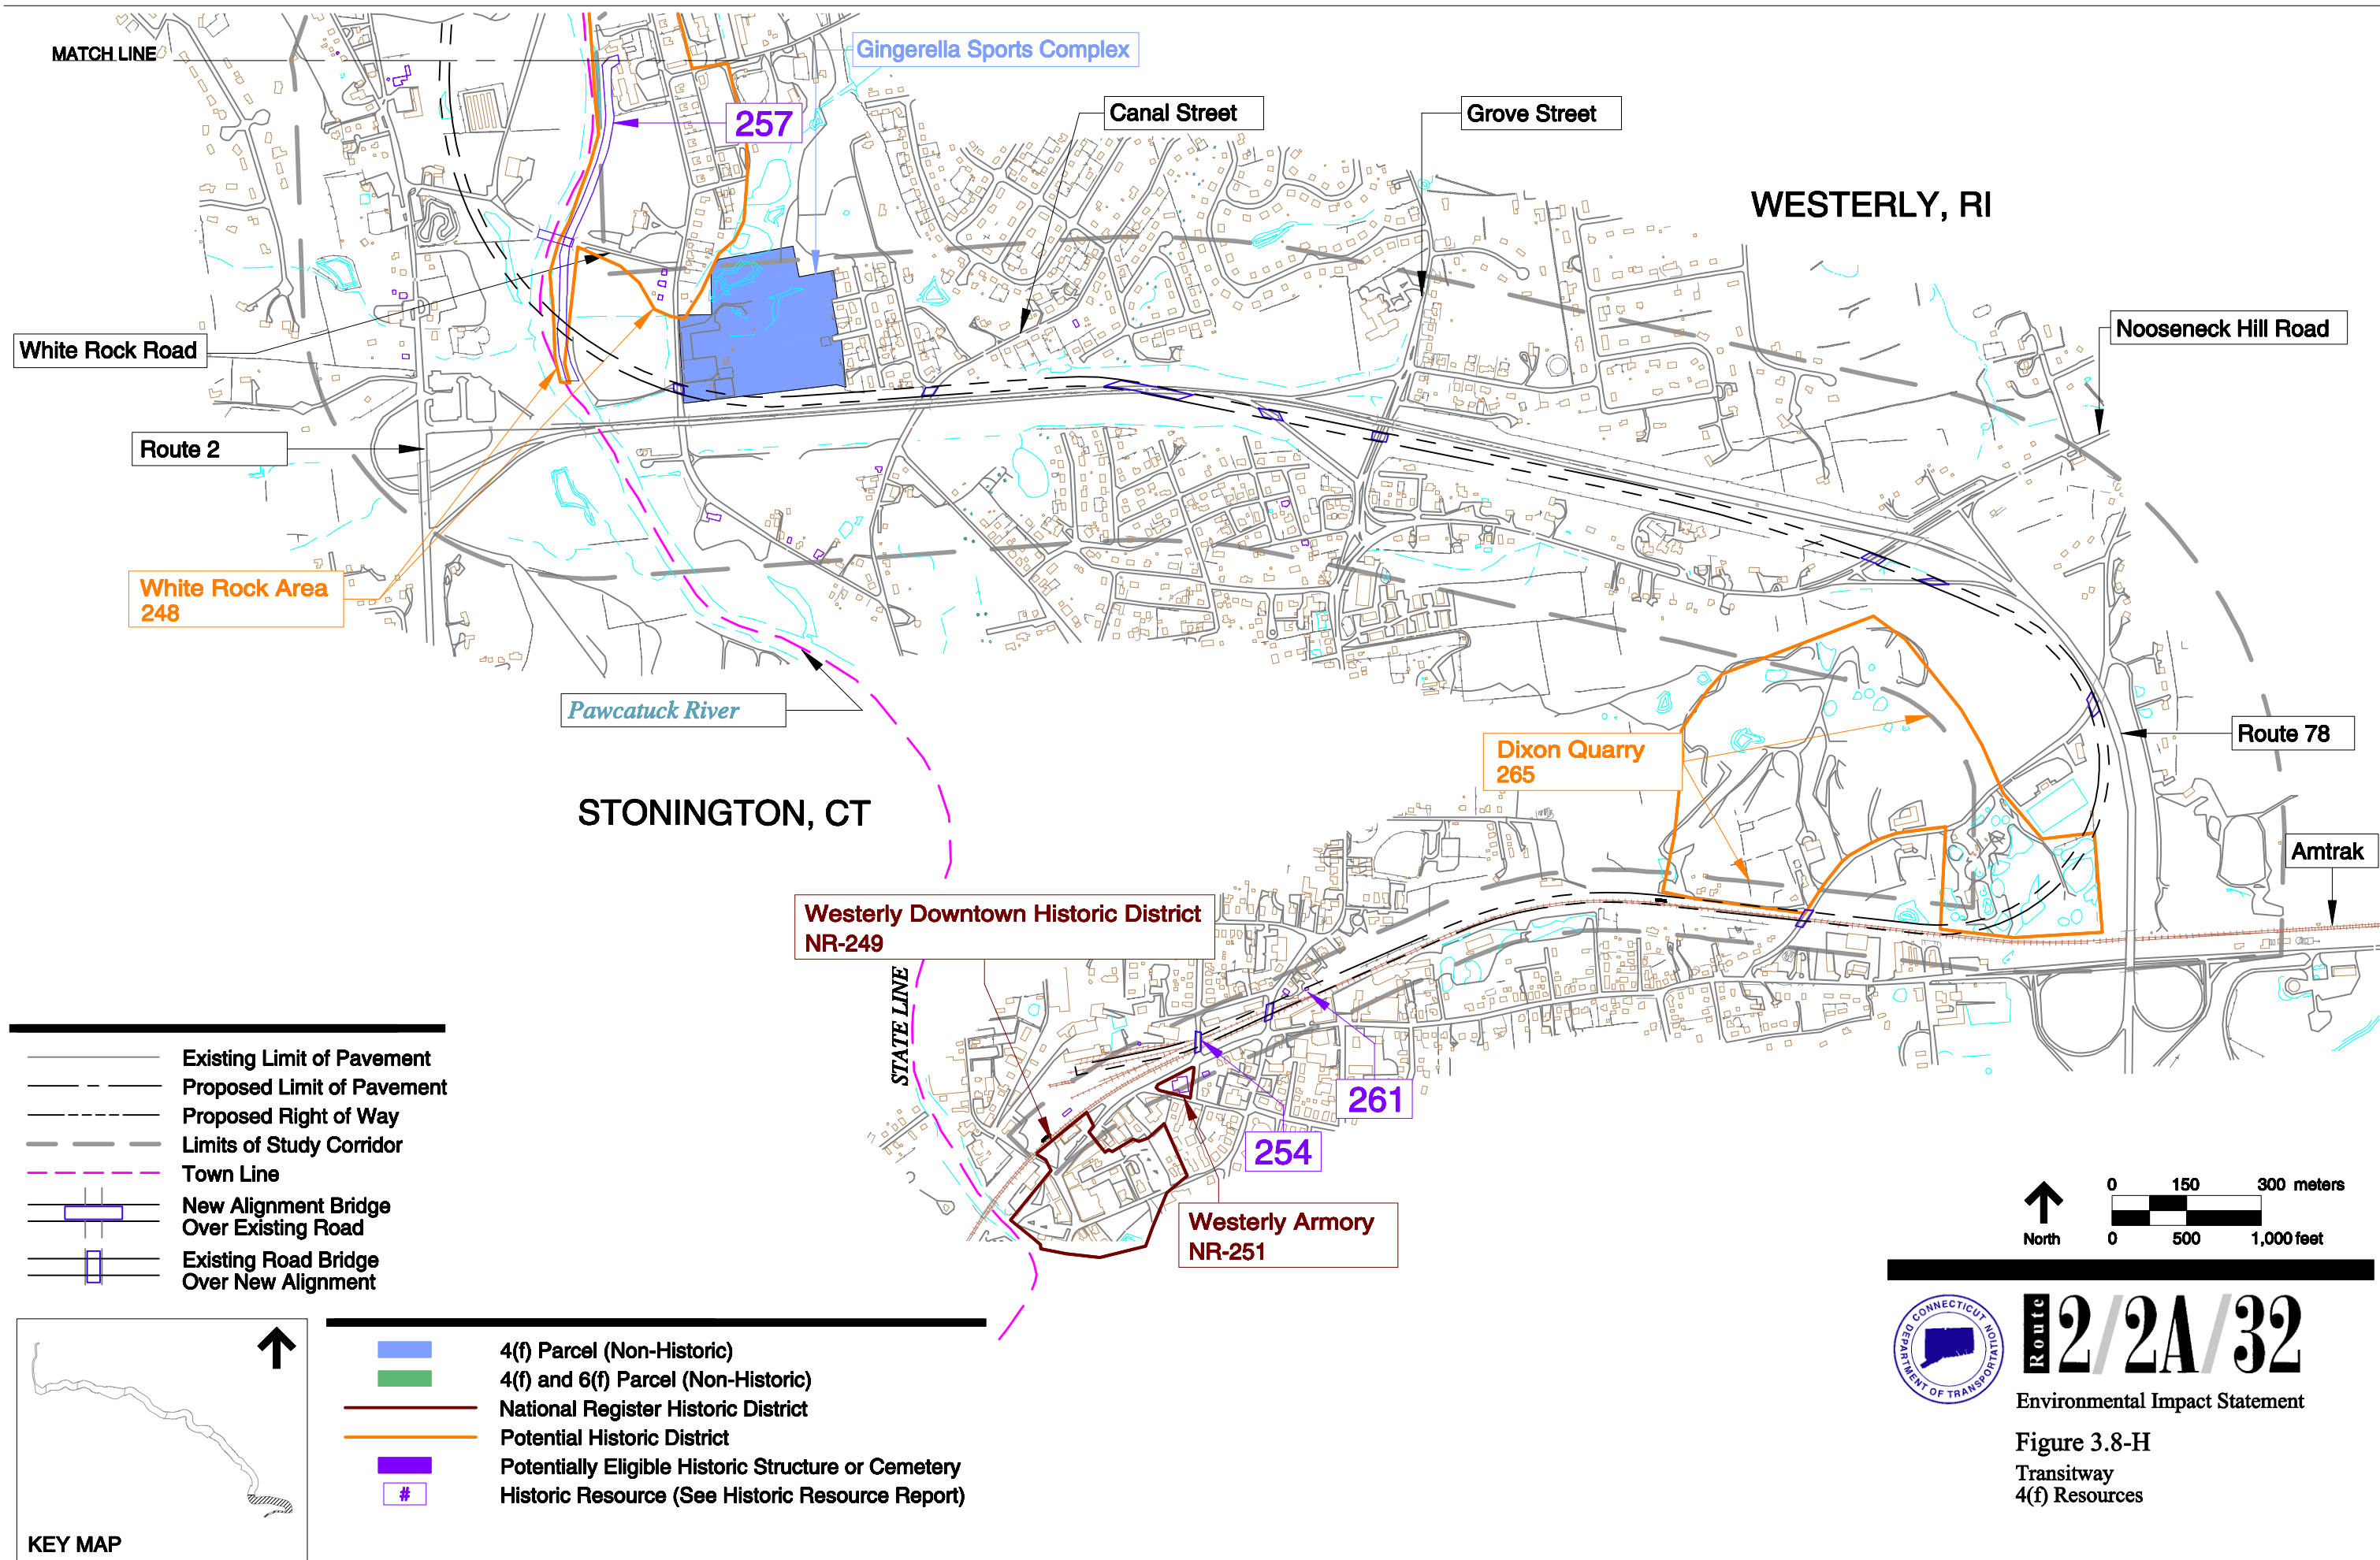 MATCH LINE
Gingerella Sports Complex
257
Canal Street
Grove Street
WESTERLY, RI
White Rock Road
Nooseneck Hill Road
Route 2
White Rock Area
248
Pawcatuck River
Route 78
Dixon Quarry
265
STONINGTON, CT
Amtrak
Westerly Downtown Historic District
NR-249
STATE LINE
261
254
Westerly Armory
NR-251
Existing Limit of Pavement
Proposed Limit of Pavement
Proposed Right of Way
Limits of Study Corridor
Town Line
New Alignment Bridge
Over Existing Road
Existing Road Bridge
Over New Alignment
0 150 300 meters
North
0 500 1,000 feet
KEY MAP
4(f) Parcel (Non-Historic)
4(f) and 6(f) Parcel (Non-Historic)
National Register Historic District
Potential Historic District
Potentially Eligible Historic Structure or Cemetery
# Historic Resource (See Historic Resource Report)
CONNECTICUT DEPARTMENT OF TRANSPORTATION
Route 2/2A/32
Environmental Impact Statement
Figure 3.8-H
Transitway
4(f) Resources